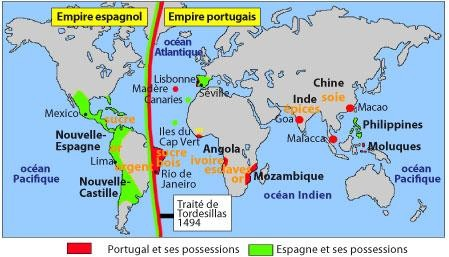 Empire espagnol
Empire portugais
océan
Atlantique
Lisbonne
Madère
Canaries
Séville
Chine
Inde
soie
épices
Macao
Goa
Mexico
sucre
Nouvelle-
Espagne
or
Iles du
Cap Vert
Malacca
Philippines
Moluques
Lima
argent
sucre
bois
Angola
ivoire
esclaves
or
Mozambique
océan
Pacifique
Nouvelle-
Castille
Rio de
Janeiro
océan Indien
océan
Pacifique
Traité de
Tordesillas
1494
Portugal et ses possessions
Espagne et ses possessions